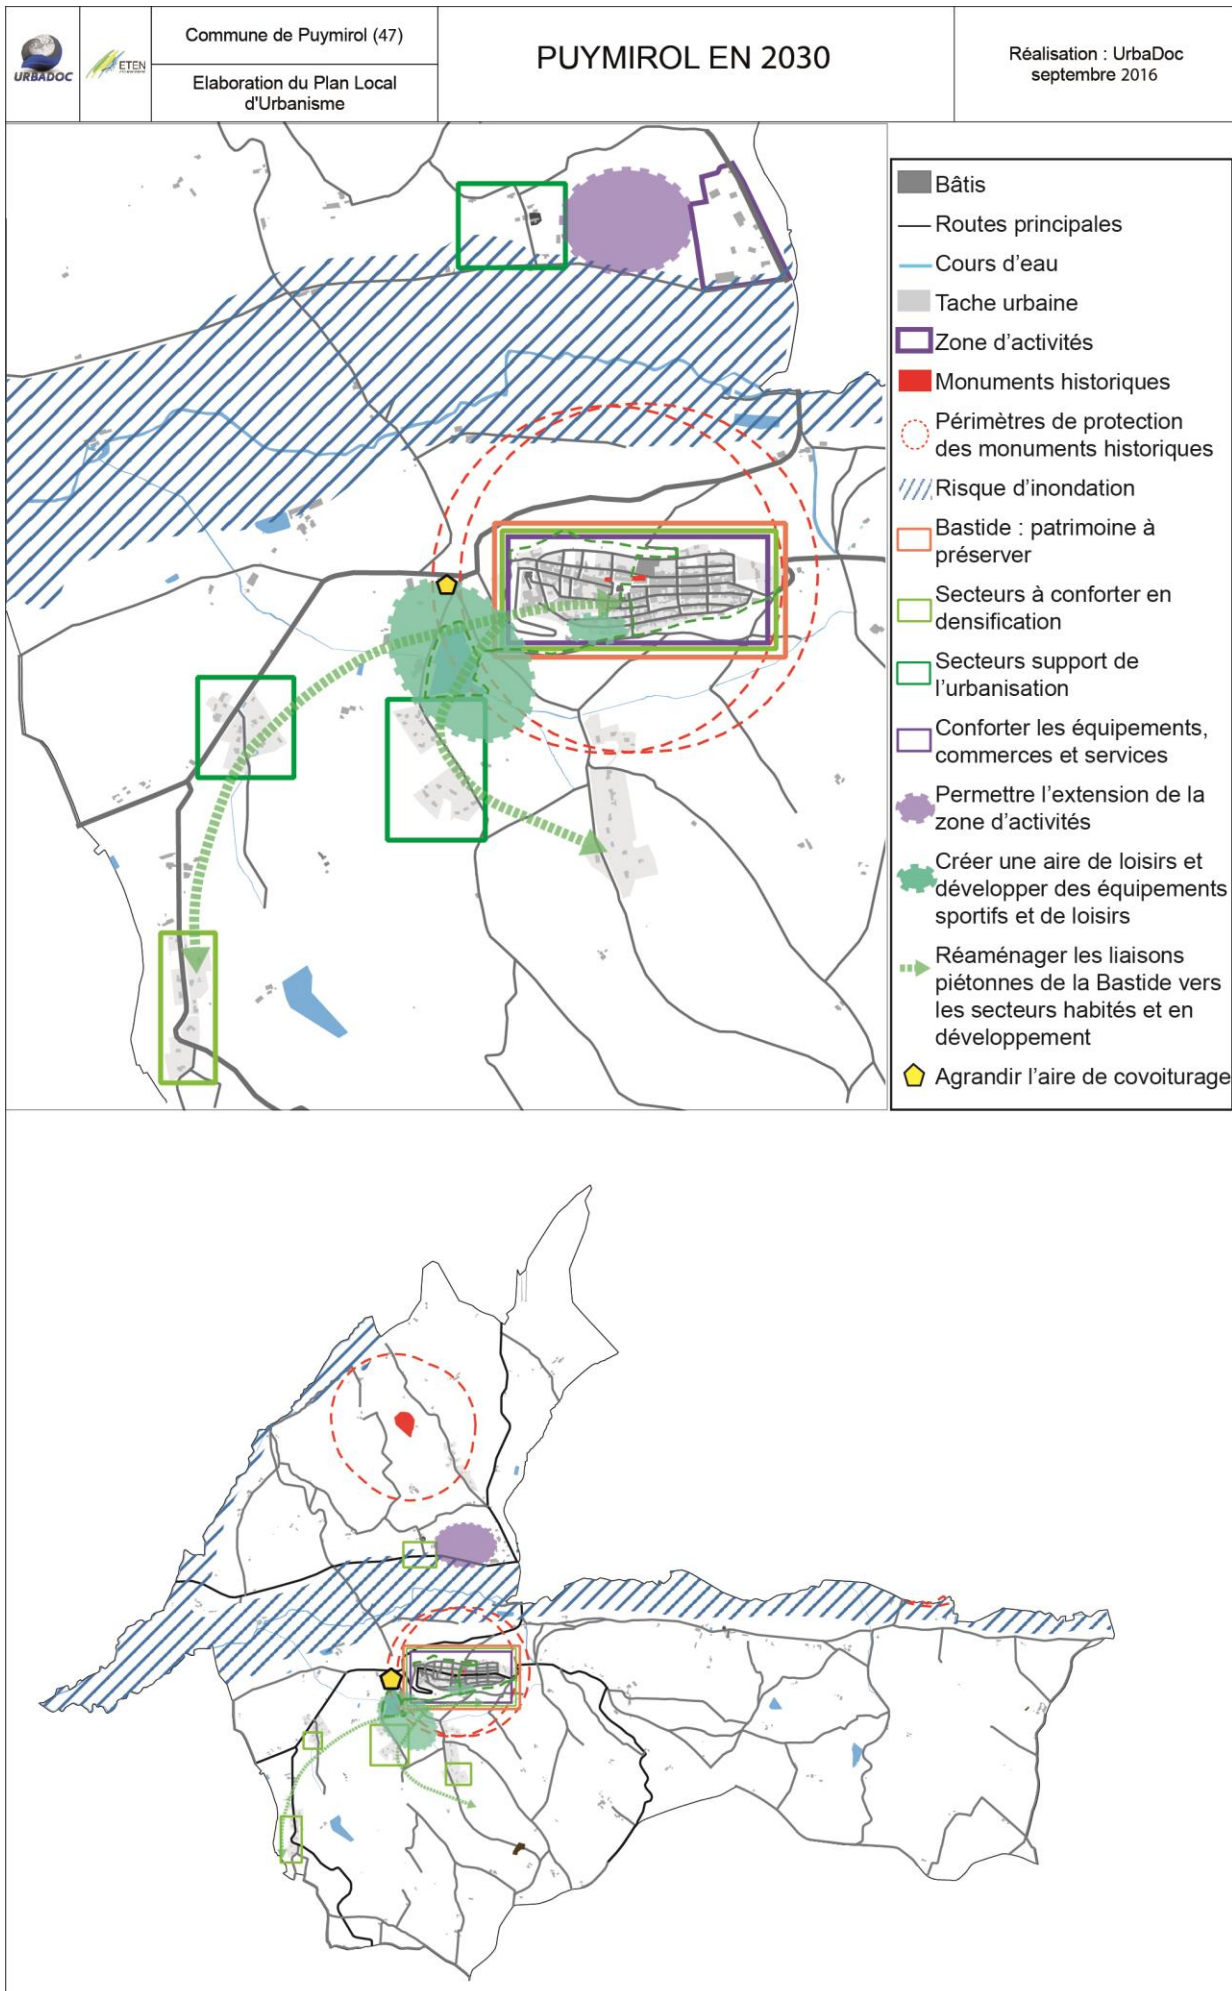 URBADOC
ETEN
Commune de Puymirol (47)
Elaboration du Plan Local
d'Urbanisme
PUYMIROL EN 2030
Réalisation : UrbaDoc
septembre 2016
Bâtis
Routes principales
Cours d'eau
Tache urbaine
Zone d'activités
Monuments historiques
Périmètres de protection
des monuments historiques
Risque d'inondation
Bastide : patrimoine à
préserver
Secteurs à conforter en
densification
Secteurs support de
l'urbanisation
Conforter les équipements,
commerces et services
Permettre l'extension de la
zone d'activités
Créer une aire de loisirs et
développer des équipements
sportifs et de loisirs
Réaménager les liaisons
piétonnes de la Bastide vers
les secteurs habités et en
développement
Agrandir l'aire de covoiturage